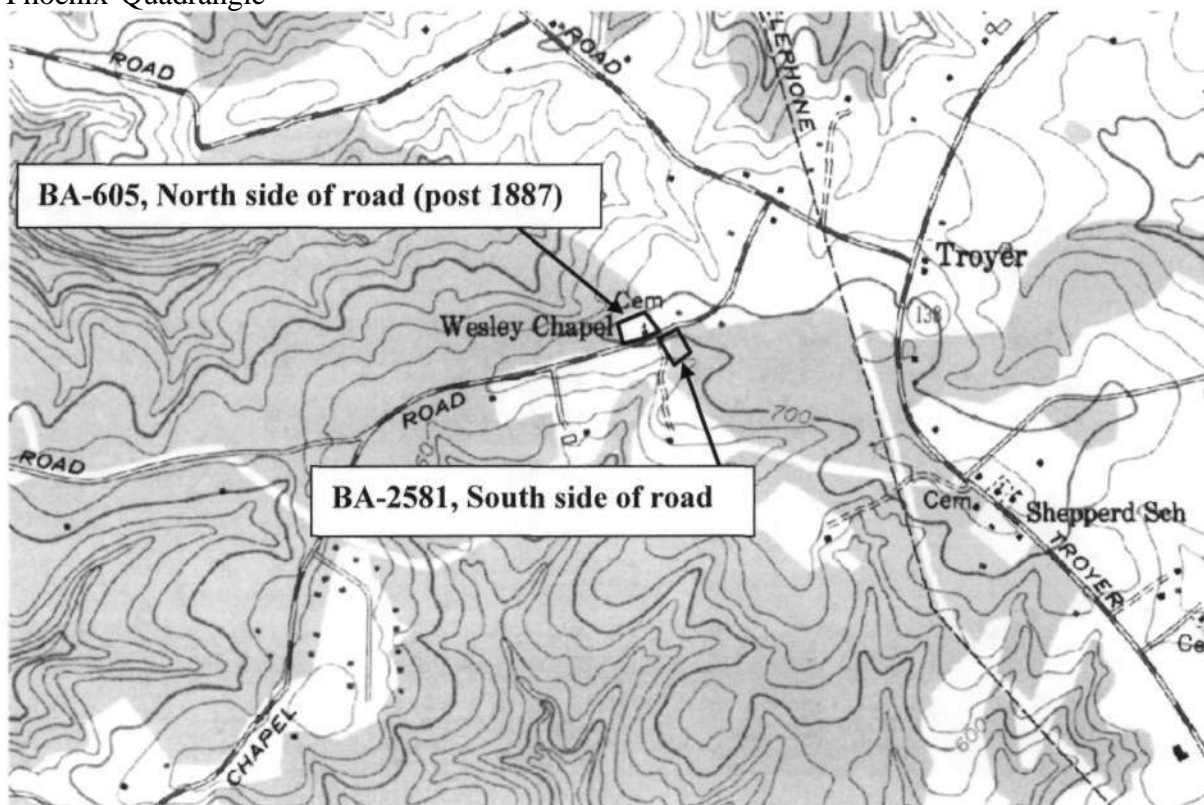 Phoenix Quadrangle
ROAD
ROAD
LEPHONE
BA-605, North side of road (post 1887)
Troyer
Cem
138
Wesley Chapel
ROAD
700
ROAD
BA-2581, South side of road
Cem
Shepperd Sch
TROYER
CHAPEL
600